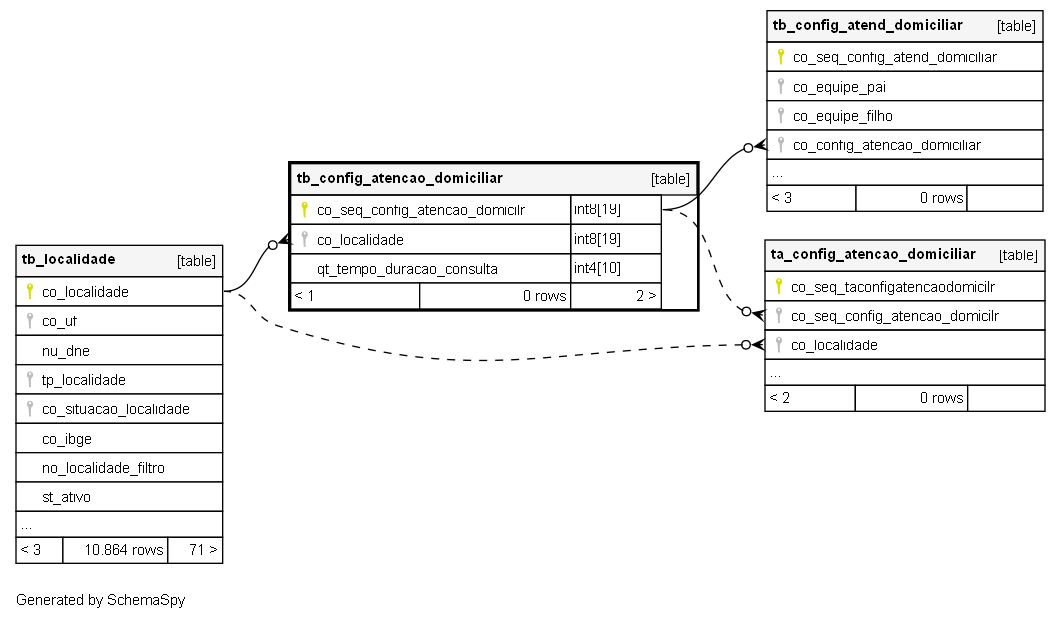 tb_config_atend_domiciliar [table]
co_seq_config_atend_domiciliar
co_equipe_pai
co_equipe_filho
co_config_atencao_domiciliar
...
< 3 0 rows
tb_config_atencao_domiciliar [table]
co_seq_config_atencao_domicilr int8[19]
co_localidade int8[19]
qt_tempo_duracao_consulta int4[10]
< 1 0 rows 2 >
ta_config_atencao_domiciliar [table]
co_seq_taconfigatencaodomicilr
co_seq_config_atencao_domicilr
co_localidade
...
< 2 0 rows
tb_localidade [table]
co_localidade
co_uf
nu_dne
tp_localidade
co_situacao_localidade
co_ibge
no_localidade_filtro
st_ativo
...
< 3 10.864 rows 71 >
Generated by SchemaSpy